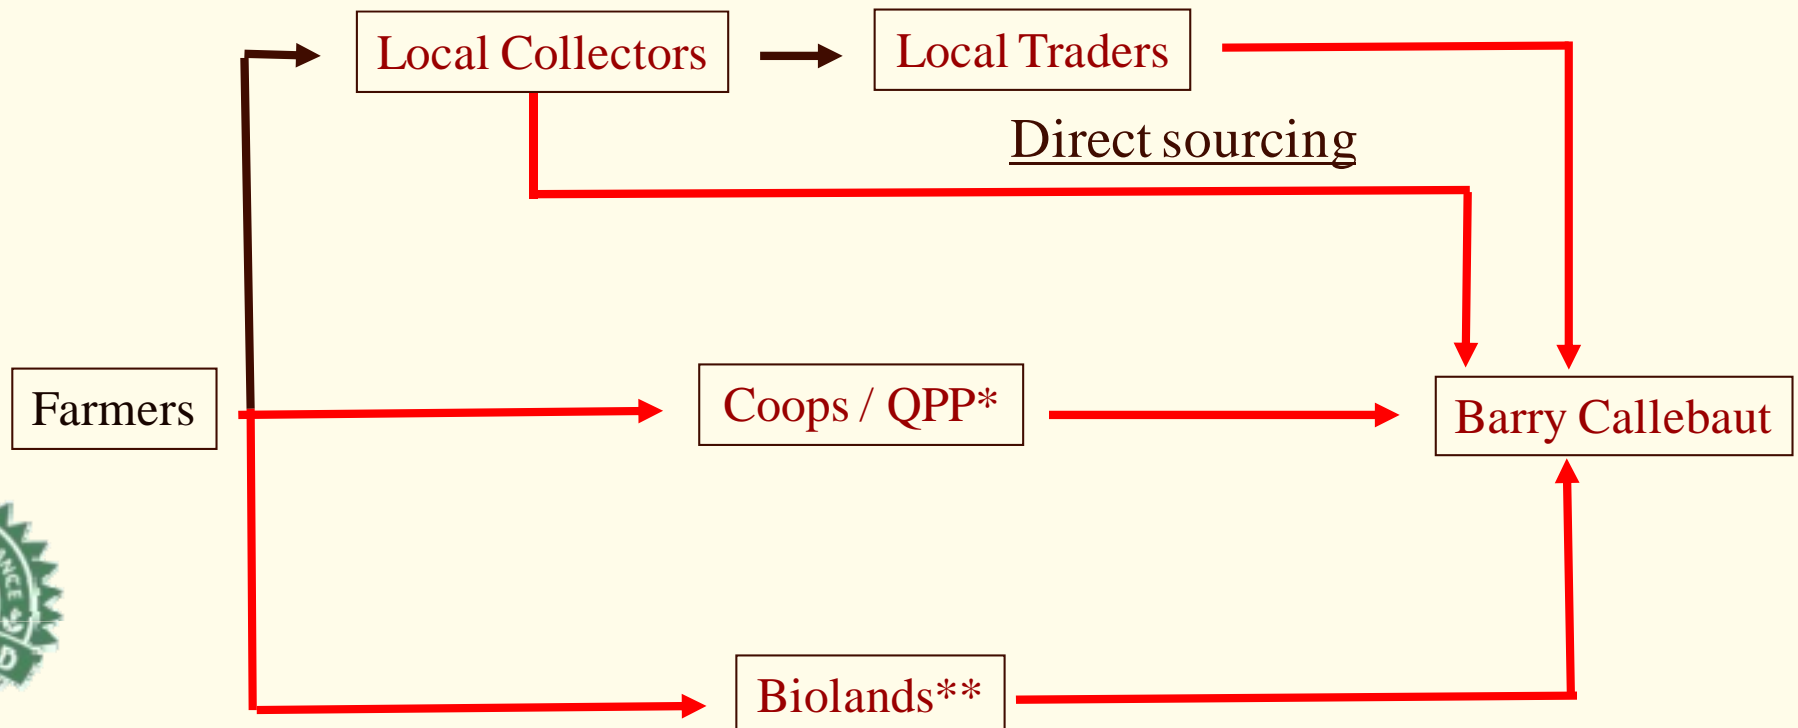 Local Collectors
Local Traders
Direct sourcing
Farmers
Coops / QPP*
Barry Callebaut
Biolands**